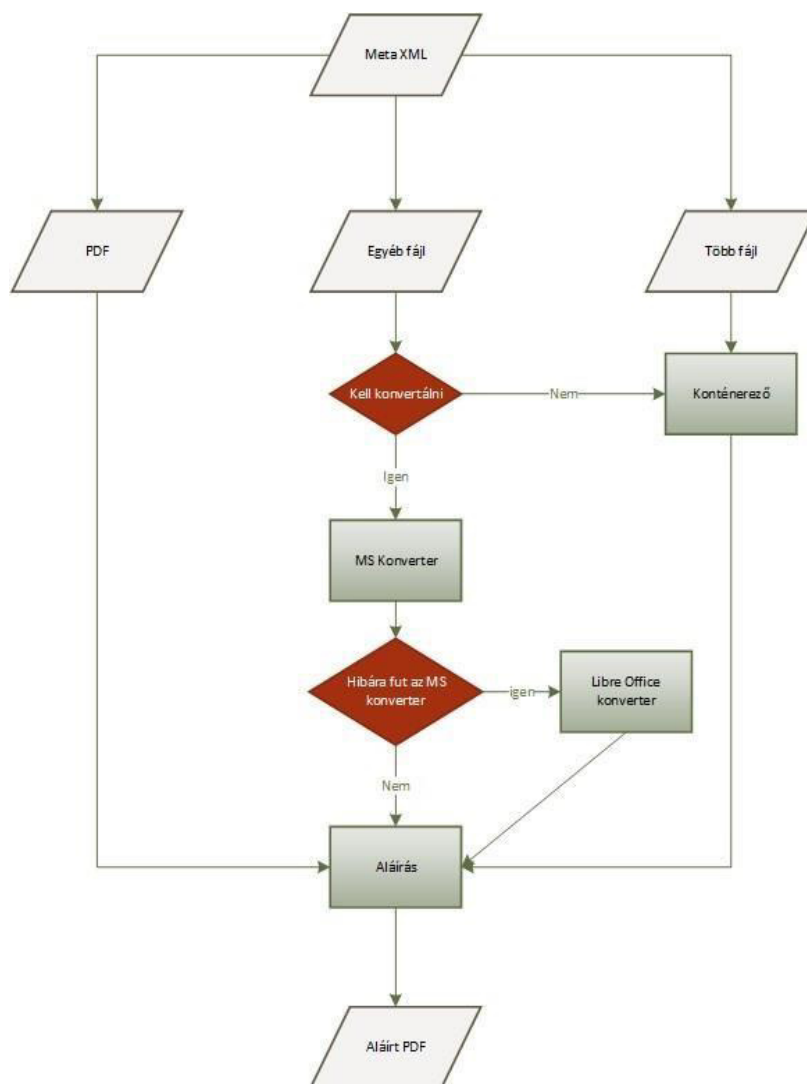 Meta XML
PDF
Egyéb fájl
Több fájl
Kell konvertálni
Nem
Konténerező
Igen
MS Konverter
Hibára fut az MS
konverter
igen
Libre Office
konverter
Nem
Aláírás
Aláírt PDF